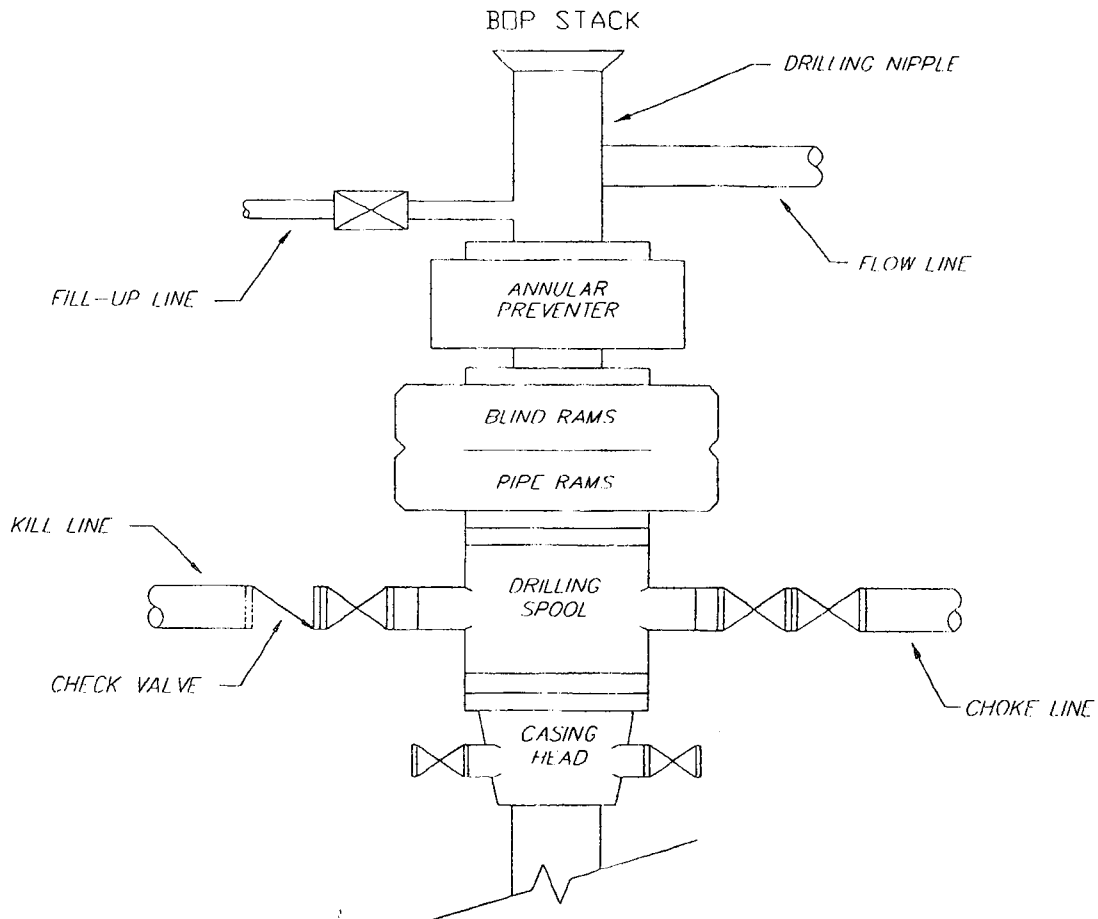 BOP STACK
DRILLING NIPPLE
FLOW LINE
FILL-UP LINE
ANNULAR
PREVENTER
BLIND RAMS
PIPE RAMS
KILL LINE
DRILLING
SPOOL
CHECK VALVE
CHOKE LINE
CASING
HEAD